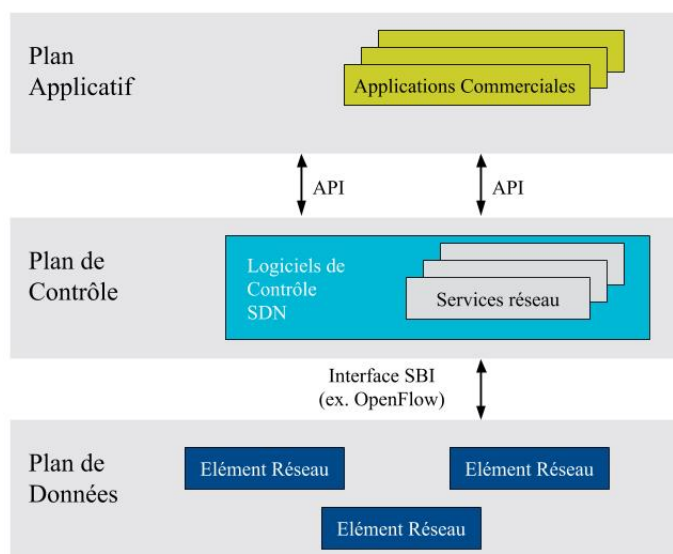 Plan
Applicatif
Applications Commerciales
API
API
Plan de
Contrôle
Logiciels de
Contrôle
SDN
Services réseau
Interface SBI
(ex. OpenFlow)
Plan de
Données
Elément Réseau
Elément Réseau
Elément Réseau